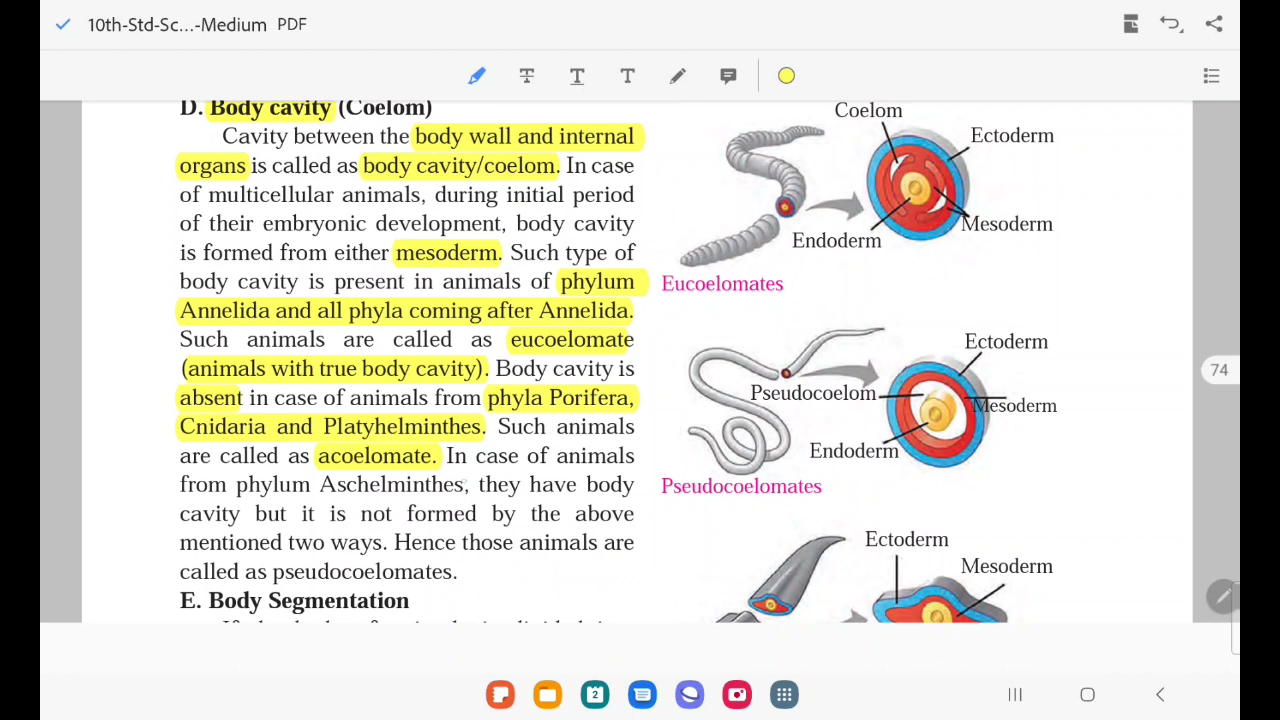 10th-Std-Sc...-Medium PDF
D. Body cavity (Coelom)
Cavity between the body wall and internal
organs is called as body cavity/coelom. In case
of multicellular animals, during initial period
of their embryonic development, body cavity
is formed from either mesoderm. Such type of
body cavity is present in animals of phylum
Annelida and all phyla coming after Annelida.
Such animals are called as eucoelomate
(animals with true body cavity). Body cavity is
absent in case of animals from phyla Porifera,
Cnidaria and Platyhelminthes. Such animals
are called as acoelomate. In case of animals
from phylum Aschelminthes, they have body
cavity but it is not formed by the above
mentioned two ways. Hence those animals are
called as pseudocoelomates.
E. Body Segmentation
Coelom
Ectoderm
Mesoderm
Endoderm
Eucoelomates
Ectoderm
Pseudocoelom
Mesoderm
Endoderm
Pseudocoelomates
Ectoderm
Mesoderm
74
2